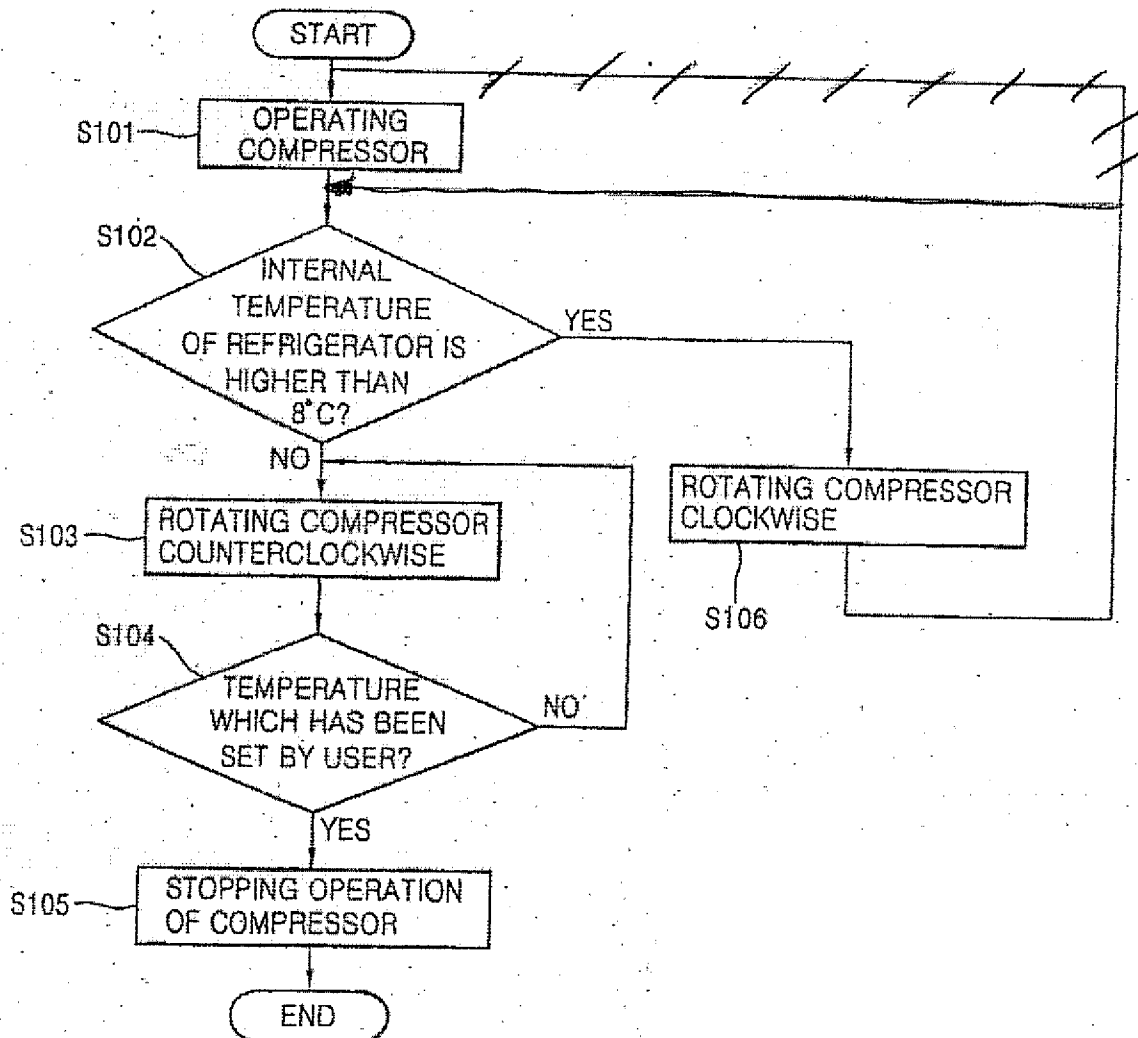 START
S101
OPERATING
COMPRESSOR
S102
INTERNAL
TEMPERATURE
OF REFRIGERATOR IS
HIGHER THAN
8°C?
YES
NO
S103
ROTATING COMPRESSOR
COUNTERCLOCKWISE
ROTATING COMPRESSOR
CLOCKWISE
S106
S104
TEMPERATURE
WHICH HAS BEEN
SET BY USER?
NO
YES
S105
STOPPING OPERATION
OF COMPRESSOR
END